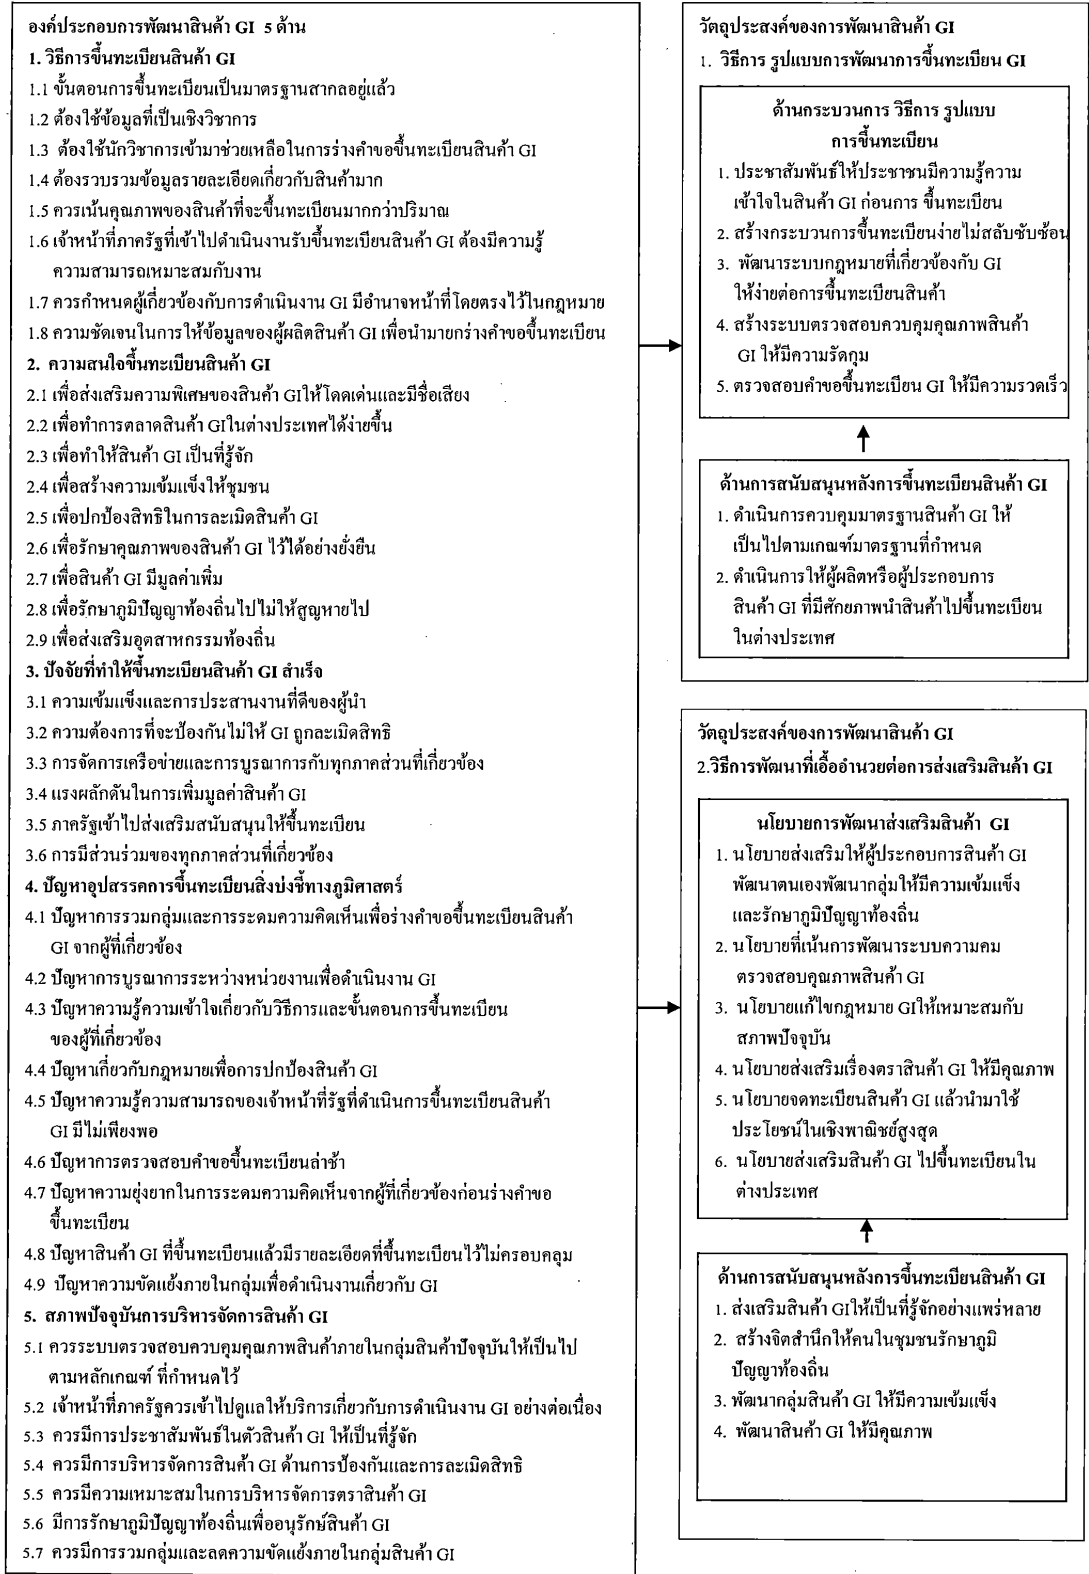 องค์ประกอบการพัฒนาสินค้า GI 5 ด้าน
1. วิธีการขึ้นทะเบียนสินค้า GI
1.1 ขั้นตอนการขึ้นทะเบียนเป็นมาตรฐานสากลอยู่แล้ว
1.2 ต้องใช้ข้อมูลที่เป็นเชิงวิชาการ
1.3 ต้องใช้นักวิชาการเข้ามาช่วยเหลือในการร่างคำขอขึ้นทะเบียนสินค้า GI
1.4 ต้องรวบรวมข้อมูลรายละเอียดเกี่ยวกับสินค้ามาก
1.5 ควรเน้นคุณภาพของสินค้าที่จะขึ้นทะเบียนมากกว่าปริมาณ
1.6 เจ้าหน้าที่ภาครัฐที่เข้าไปดำเนินงานรับขึ้นทะเบียนสินค้า GI ต้องมีความรู้
ความสามารถเหมาะสมกับงาน
1.7 ควรกำหนดผู้เกี่ยวข้องกับการดำเนินงาน GI มีอำนาจหน้าที่โดยตรงไว้ในกฎหมาย
1.8 ความชัดเจนในการให้ข้อมูลของผู้ผลิตสินค้า GI เพื่อนำมายกร่างคำขอขึ้นทะเบียน
2. ความสนใจขึ้นทะเบียนสินค้า GI
2.1 เพื่อส่งเสริมความพิเศษของสินค้า GIให้โดดเด่นและมีชื่อเสียง
2.2 เพื่อทำการตลาดสินค้า GIในต่างประเทศได้ง่ายขึ้น
2.3 เพื่อทำให้สินค้า GI เป็นที่รู้จัก
2.4 เพื่อสร้างความเข้มแข็งให้ชุมชน
2.5 เพื่อปกป้องสิทธิในการละเมิดสินค้า GI
2.6 เพื่อรักษาคุณภาพของสินค้า GI ไว้ได้อย่างยั่งยืน
2.7 เพื่อสินค้า GI มีมูลค่าเพิ่ม
2.8 เพื่อรักษาภูมิปัญญาท้องถิ่นไปไม่ให้สูญหายไป
2.9 เพื่อส่งเสริมอุตสาหกรรมท้องถิ่น
3. ปัจจัยที่ทำให้ขึ้นทะเบียนสินค้า GI สำเร็จ
3.1 ความเข้มแข็งและการประสานงานที่ดีของผู้นำ
3.2 ความต้องการที่จะป้องกันไม่ให้ GI ถูกละเมิดสิทธิ
3.3 การจัดการเครือข่ายและการบูรณาการกับทุกภาคส่วนที่เกี่ยวข้อง
3.4 แรงผลักดันในการเพิ่มมูลค่าสินค้า GI
3.5 ภาครัฐเข้าไปส่งเสริมสนับสนุนให้ขึ้นทะเบียน
3.6 การมีส่วนร่วมของทุกภาคส่วนที่เกี่ยวข้อง
4. ปัญหาอุปสรรคการขึ้นทะเบียนสิ่งบ่งชี้ทางภูมิศาสตร์
4.1 ปัญหาการรวมกลุ่มและการระดมความคิดเห็นเพื่อร่างคำขอขึ้นทะเบียนสินค้า
GI จากผู้ที่เกี่ยวข้อง
4.2 ปัญหาการบูรณาการระหว่างหน่วยงานเพื่อดำเนินงาน GI
4.3 ปัญหาความรู้ความเข้าใจเกี่ยวกับวิธีการและขั้นตอนการขึ้นทะเบียน
ของผู้ที่เกี่ยวข้อง
4.4 ปัญหาเกี่ยวกับกฎหมายเพื่อการปกป้องสินค้า GI
4.5 ปัญหาความรู้ความสามารถของเจ้าหน้าที่รัฐที่ดำเนินการขึ้นทะเบียนสินค้า
GI มีไม่เพียงพอ
4.6 ปัญหาการตรวจสอบคำขอขึ้นทะเบียนล่าช้า
4.7 ปัญหาความยุ่งยากในการระดมความคิดเห็นจากผู้ที่เกี่ยวข้องก่อนร่างคำขอ
ขึ้นทะเบียน
4.8 ปัญหาสินค้า GI ที่ขึ้นทะเบียนแล้วมีรายละเอียดที่ขึ้นทะเบียนไว้ไม่ครอบคลุม
4.9 ปัญหาความขัดแย้งภายในกลุ่มเพื่อดำเนินงานเกี่ยวกับ GI
5. สภาพปัจจุบันการบริหารจัดการสินค้า GI
5.1 ควรระบบตรวจสอบควบคุมคุณภาพสินค้าภายในกลุ่มสินค้าปัจจุบันให้เป็นไป
ตามหลักเกณฑ์ ที่กำหนดไว้
5.2 เจ้าหน้าที่ภาครัฐควรเข้าไปดูแลให้บริการเกี่ยวกับการดำเนินงาน GI อย่างต่อเนื่อง
5.3 ควรมีการประชาสัมพันธ์ในตัวสินค้า GI ให้เป็นที่รู้จัก
5.4 ควรมีการบริหารจัดการสินค้า GI ด้านการป้องกันและการละเมิดสิทธิ
5.5 ควรมีความเหมาะสมในการบริหารจัดการตราสินค้า GI
5.6 มีการรักษาภูมิปัญญาท้องถิ่นเพื่ออนุรักษ์สินค้า GI
5.7 ควรมีการรวมกลุ่มและลดความขัดแย้งภายในกลุ่มสินค้า GI
วัตถุประสงค์ของการพัฒนาสินค้า GI
1. วิธีการ รูปแบบการพัฒนาการขึ้นทะเบียน GI
ด้านกระบวนการ วิธีการ รูปแบบ
การขึ้นทะเบียน
1. ประชาสัมพันธ์ให้ประชาชนมีความรู้ความ
เข้าใจในสินค้า GI ก่อนการ ขึ้นทะเบียน
2. สร้างกระบวนการขึ้นทะเบียนง่ายไม่สลับซับซ้อน
3. พัฒนาระบบกฎหมายที่เกี่ยวข้องกับ GI
ให้ง่ายต่อการขึ้นทะเบียนสินค้า
4. สร้างระบบตรวจสอบควบคุมคุณภาพสินค้า
GI ให้มีความรัดกุม
5. ตรวจสอบคำขอขึ้นทะเบียน GI ให้มีความรวดเร็ว
ด้านการสนับสนุนหลังการขึ้นทะเบียนสินค้า GI
1. ดำเนินการควบคุมมาตรฐานสินค้า GI ให้
เป็นไปตามเกณฑ์มาตรฐานที่กำหนด
2. ดำเนินการให้ผู้ผลิตหรือผู้ประกอบการ
สินค้า GI ที่มีศักยภาพนำสินค้าไปขึ้นทะเบียน
ในต่างประเทศ
วัตถุประสงค์ของการพัฒนาสินค้า GI
2.วิธีการพัฒนาที่เอื้ออำนวยต่อการส่งเสริมสินค้า GI
นโยบายการพัฒนาส่งเสริมสินค้า GI
1. นโยบายส่งเสริมให้ผู้ประกอบการสินค้า GI
พัฒนาตนเองพัฒนากลุ่มให้มีความเข้มแข็ง
และรักษาภูมิปัญญาท้องถิ่น
2. นโยบายที่เน้นการพัฒนาระบบความคม
ตรวจสอบคุณภาพสินค้า GI
3. นโยบายแก้ไขกฎหมาย GIให้เหมาะสมกับ
สภาพปัจจุบัน
4. นโยบายส่งเสริมเรื่องตราสินค้า GI ให้มีคุณภาพ
5. นโยบายจดทะเบียนสินค้า GI แล้วนำมาใช้
ประโยชน์ในเชิงพาณิชย์สูงสุด
6. นโยบายส่งเสริมสินค้า GI ไปขึ้นทะเบียนใน
ต่างประเทศ
ด้านการสนับสนุนหลังการขึ้นทะเบียนสินค้า GI
1. ส่งเสริมสินค้า GIให้เป็นที่รู้จักอย่างแพร่หลาย
2. สร้างจิตสำนึกให้คนในชุมชนรักษาภูมิ
ปัญญาท้องถิ่น
3. พัฒนากลุ่มสินค้า GI ให้มีความเข้มแข็ง
4. พัฒนาสินค้า GI ให้มีคุณภาพ